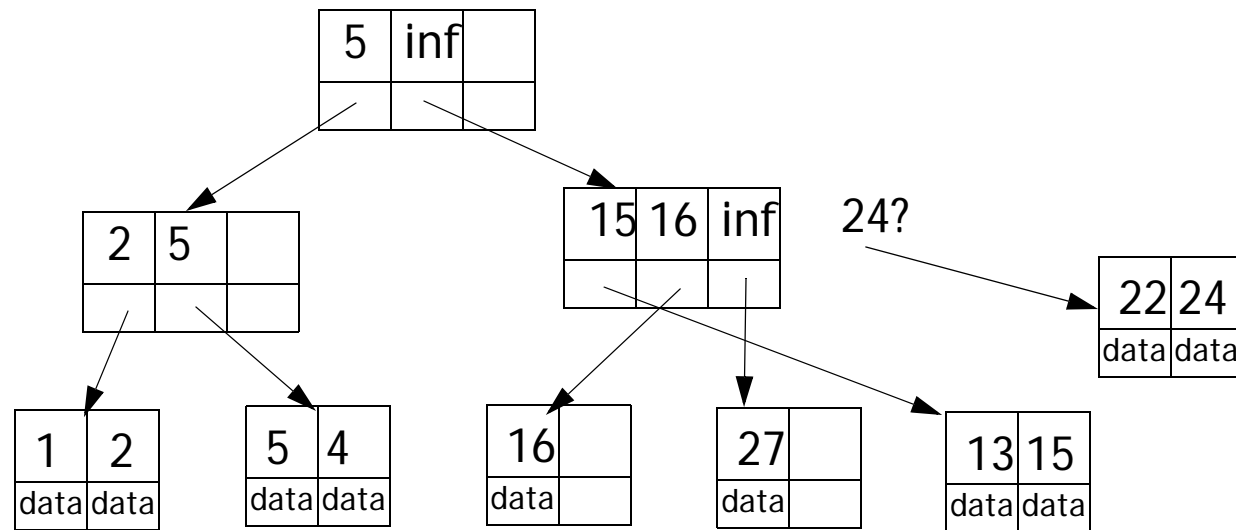 5 inf
2 5
15 16 inf
24?
22 24
data data
1 2
data data
5 4
data data
16
data
27
data
13 15
data data